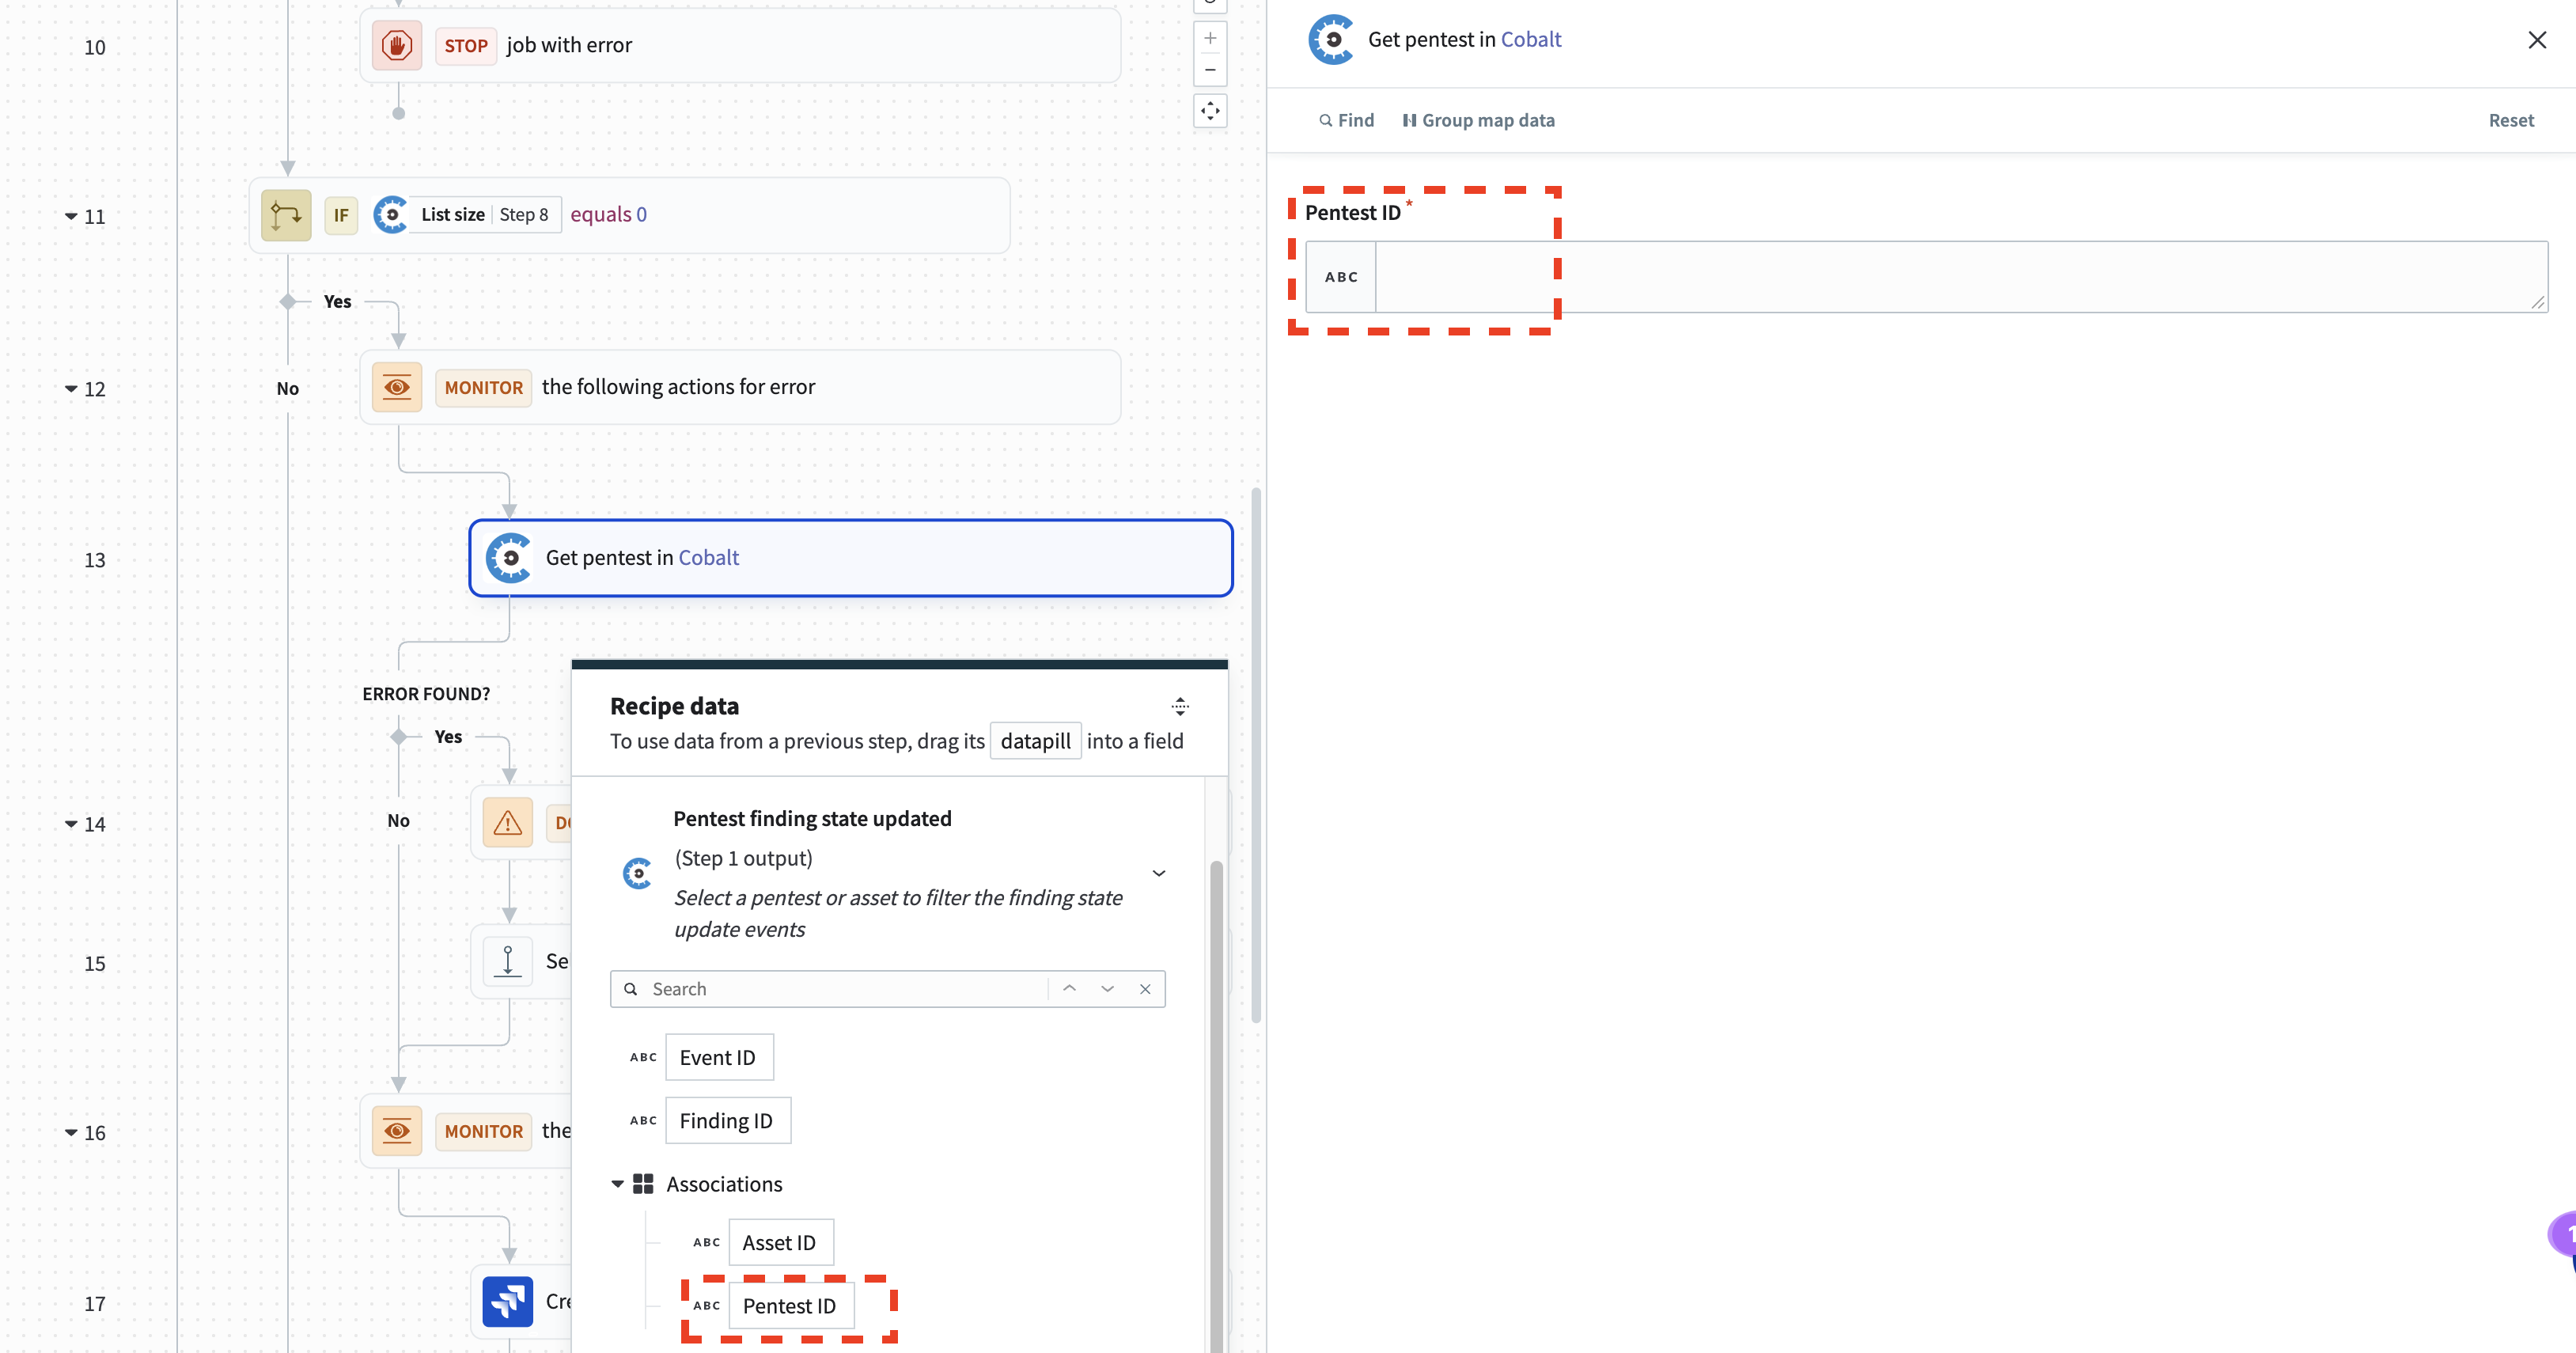 10
STOP job with error
11
IF List size Step 8 equals 0
Yes
No
12
MONITOR the following actions for error
13
Get pentest in Cobalt
ERROR FOUND?
Yes
No
14
15
Se
16
MONITOR the
17
Cre
Recipe data
To use data from a previous step, drag its datapill into a field
Pentest finding state updated
(Step 1 output)
Select a pentest or asset to filter the finding state
update events
Search
ABC Event ID
ABC Finding ID
Associations
ABC Asset ID
ABC Pentest ID
Get pentest in Cobalt
Find Group map data Reset
Pentest ID *
ABC